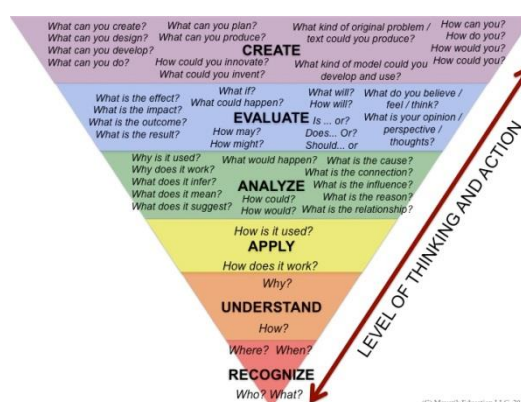 What can you create?
What can you design?
What can you develop?
What can you do?
What can you plan?
What can you produce?
What kind of original problem /
text could you produce?
How can you?
How do you?
How would you?
How could you?
CREATE
How could you innovate?
What could you invent?
What kind of model could you
develop and use?
What is the effect?
What is the impact?
What is the outcome?
What is the result?
What if?
What could happen?
What will?
How will?
What do you believe /
feel / think?
EVALUATE
How may?
How might?
Is ... or?
Does... Or?
Should... or
What is your opinion /
perspective /
thoughts?
Why is it used?
Why does it work?
What does it infer?
What does it mean?
What does it suggest?
What would happen?
ANALYZE
How could?
How would?
What is the cause?
What is the connection?
What is the influence?
What is the reason?
What is the relationship?
How is it used?
APPLY
How does it work?
Why?
UNDERSTAND
How?
Where? When?
RECOGNIZE
Who? What?
LEVEL OF THINKING AND ACTION